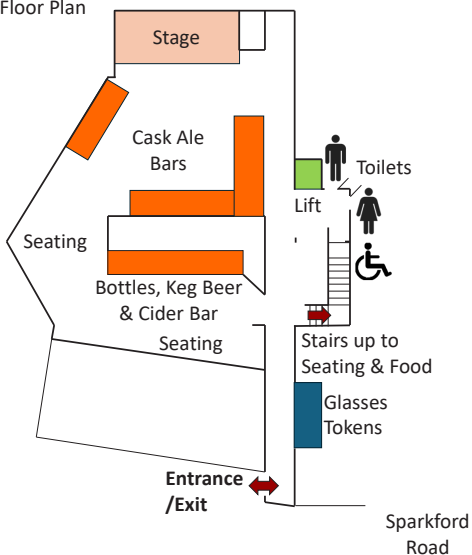 Floor Plan
Stage
Cask Ale
Bars
Toilets
Lift
Seating
Bottles, Keg Beer
& Cider Bar
Seating
Stairs up to
Seating & Food
Glasses
Tokens
Entrance
/Exit
Sparkford
Road